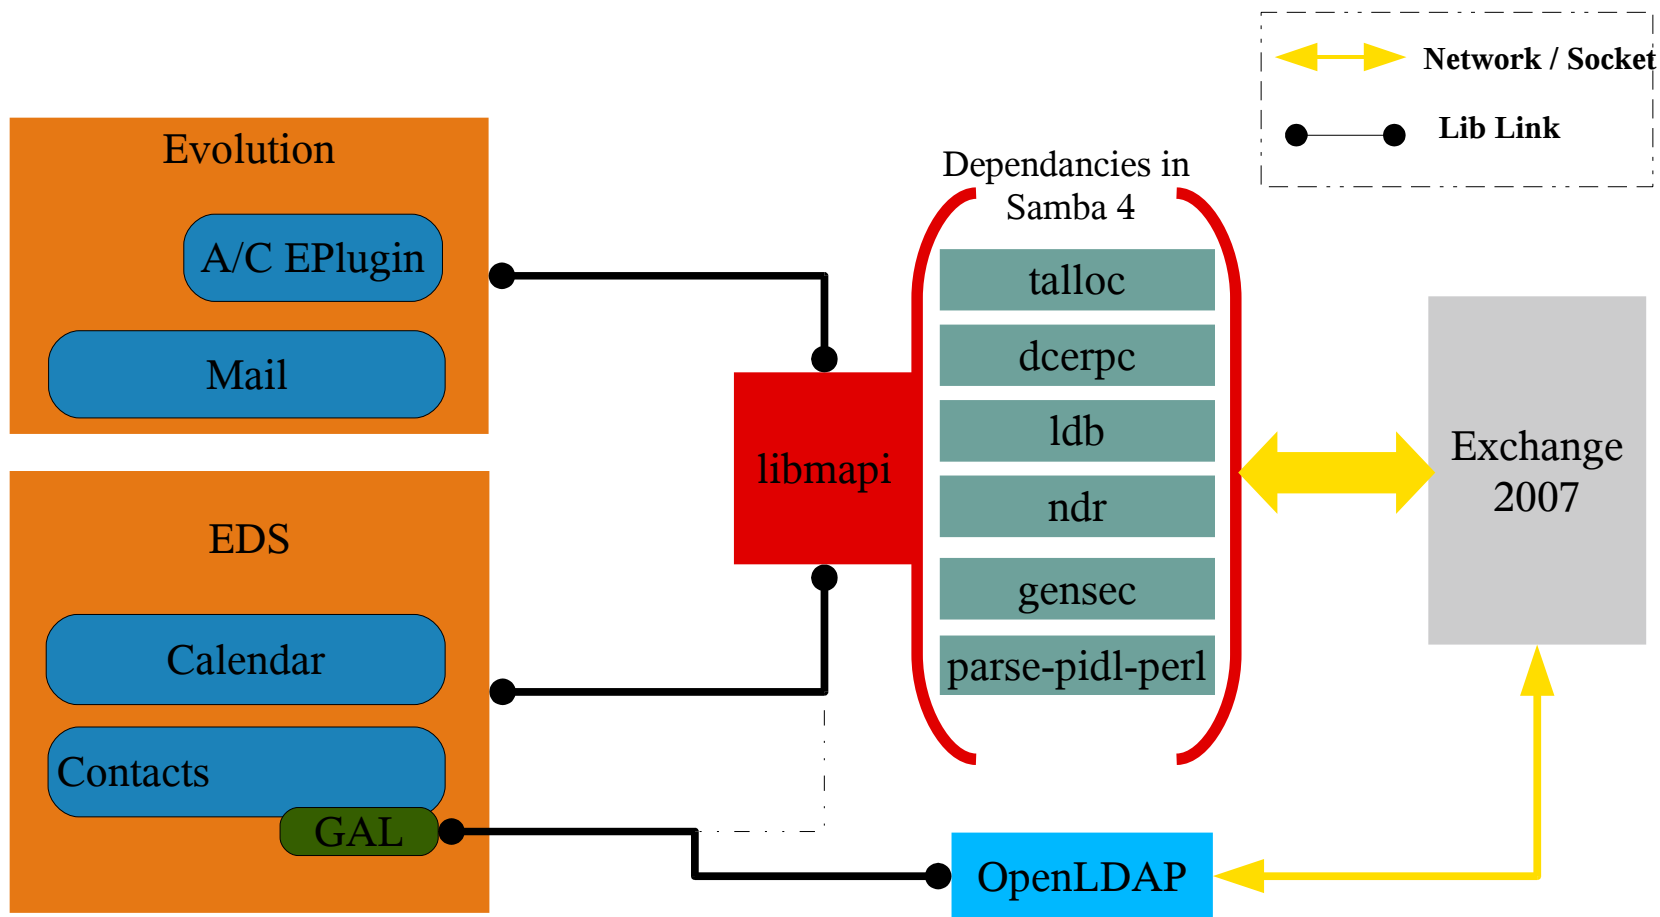 Network / Socket
Lib Link
Evolution
A/C EPlugin
Mail
EDS
Calendar
Contacts
GAL
libmapi
Dependancies in
Samba 4
talloc
dcerpc
ldb
ndr
gensec
parse-pidl-perl
Exchange
2007
OpenLDAP